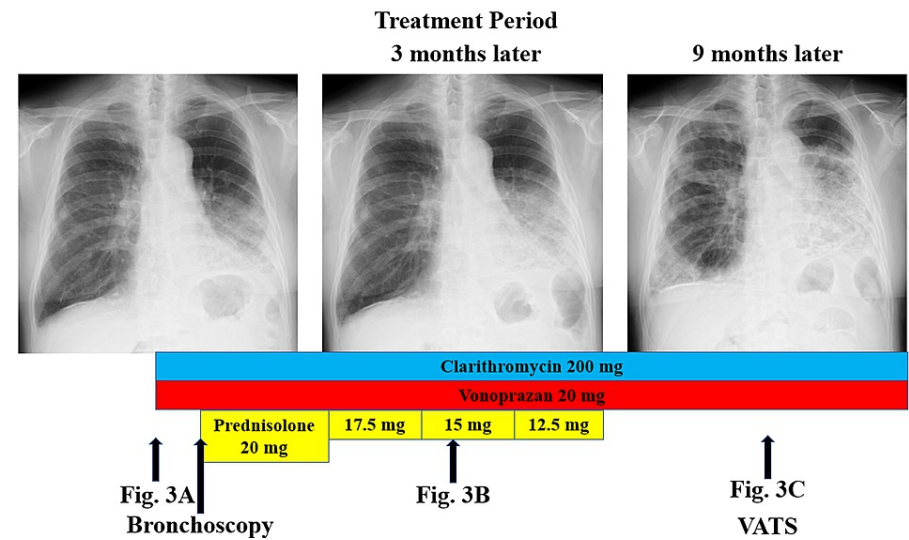 Treatment Period
3 months later
9 months later
Clarithromycin 200 mg
Vonoprazan 20 mg
Prednisolone
20 mg
17.5 mg
15 mg
12.5 mg
Fig. 3A
Bronchoscopy
Fig. 3B
Fig. 3C
VATS